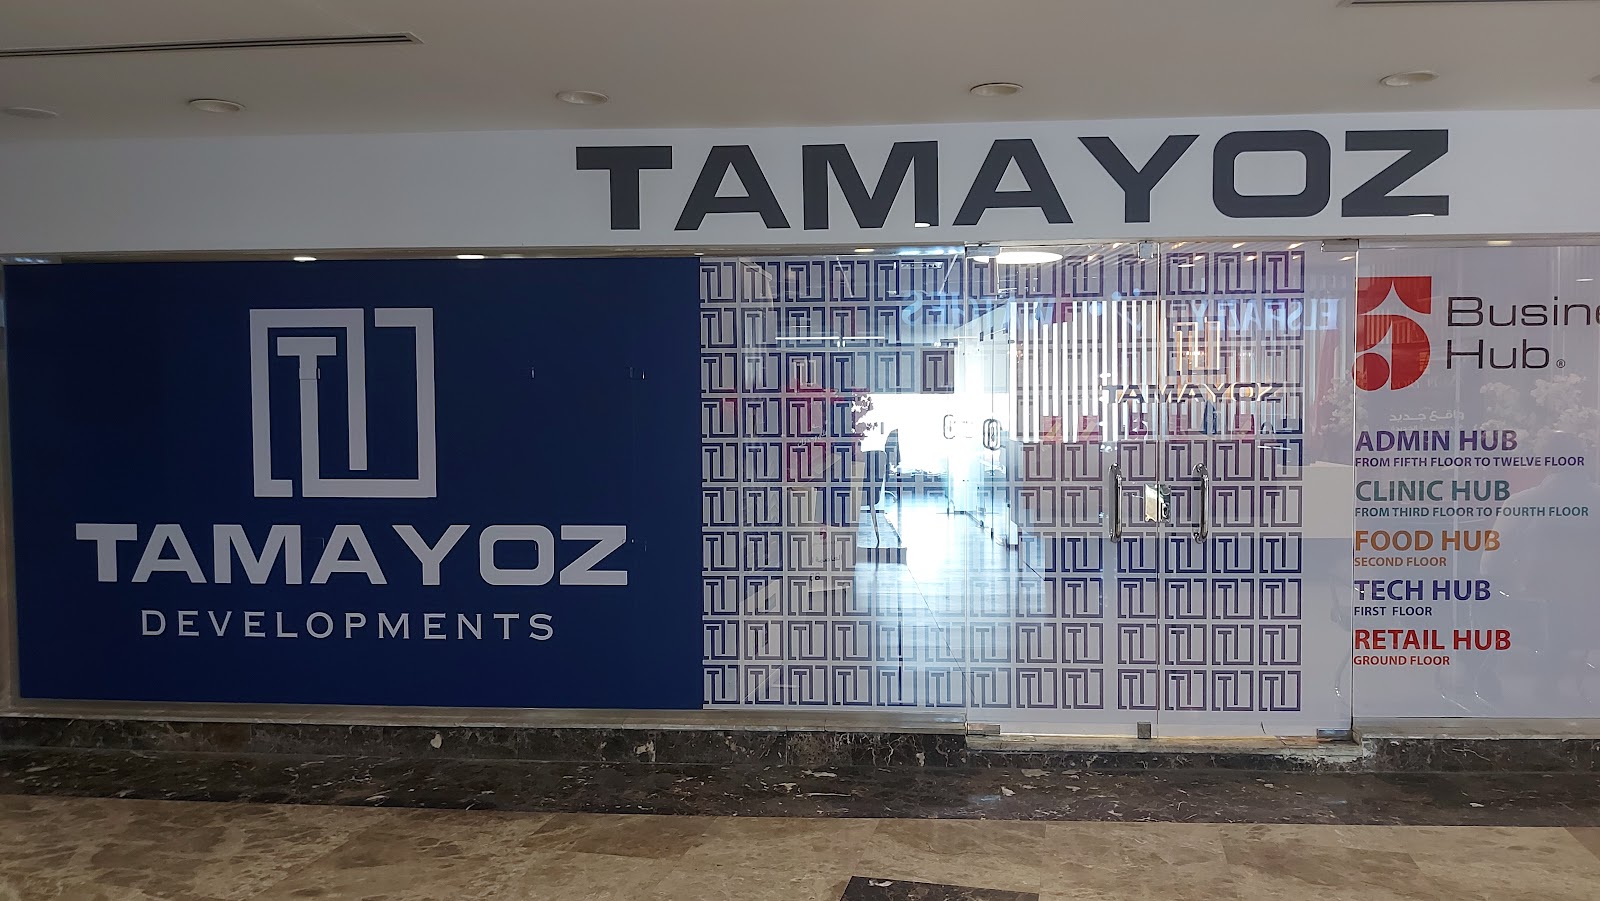 TAMAYOZ
TAMAYOZ
DEVELOPMENTS
TAMAYOZ
5 Busine
Hub®
واقع جديد
ADMIN HUB
FROM FIFTH FLOOR TO TWELVE FLOOR
CLINIC HUB
FROM THIRD FLOOR TO FOURTH FLOOR
FOOD HUB
SECOND FLOOR
TECH HUB
FIRST FLOOR
RETAIL HUB
GROUND FLOOR